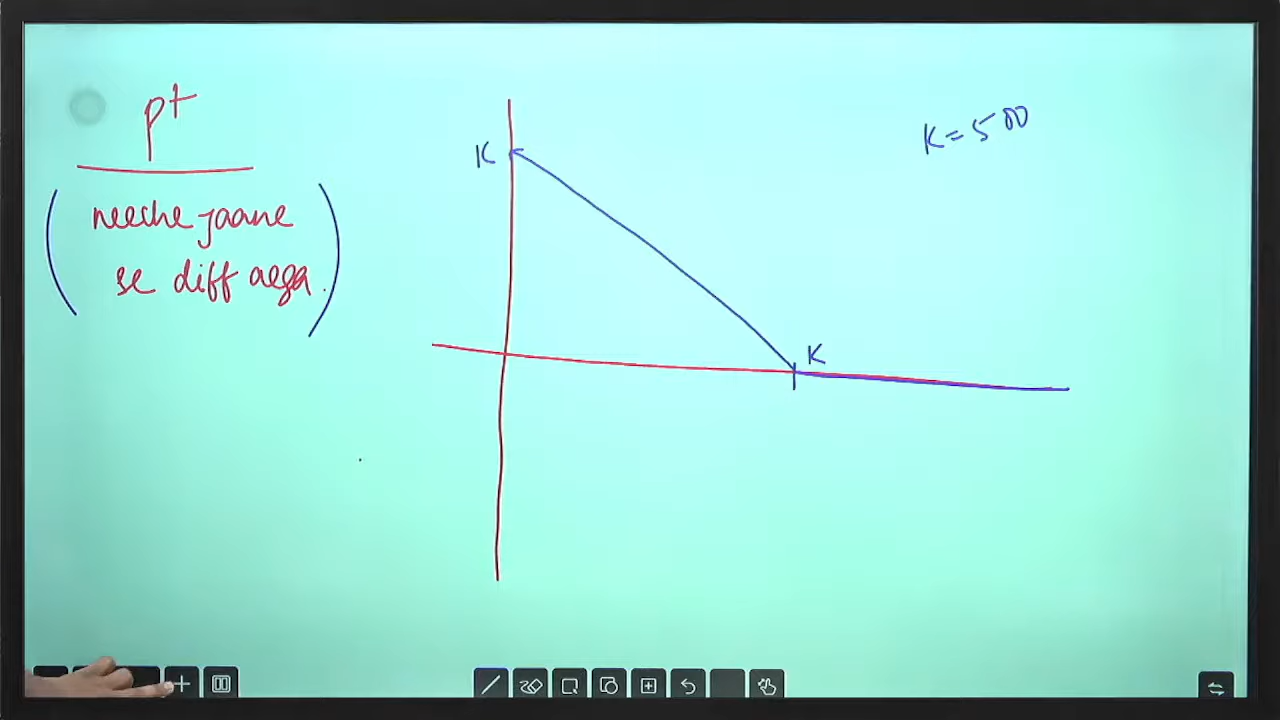 p+
(neeche jaane
se diff aega.)
K = 500
K
K